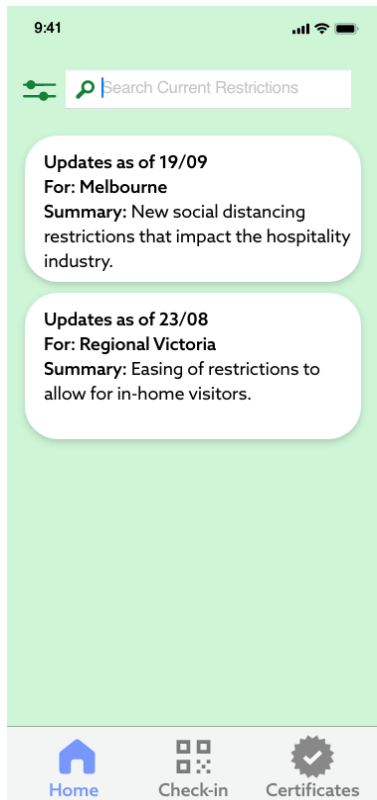 9:41
Search Current Restrictions
Updates as of 19/09
For: Melbourne
Summary: New social distancing
restrictions that impact the hospitality
industry.
Updates as of 23/08
For: Regional Victoria
Summary: Easing of restrictions to
allow for in-home visitors.
Home
Check-in
Certificates